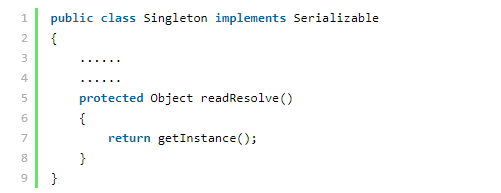 1 public class Singleton implements Serializable
2 {
3 ......
4 ......
5 protected Object readResolve()
6 {
7 return getInstance();
8 }
9 }